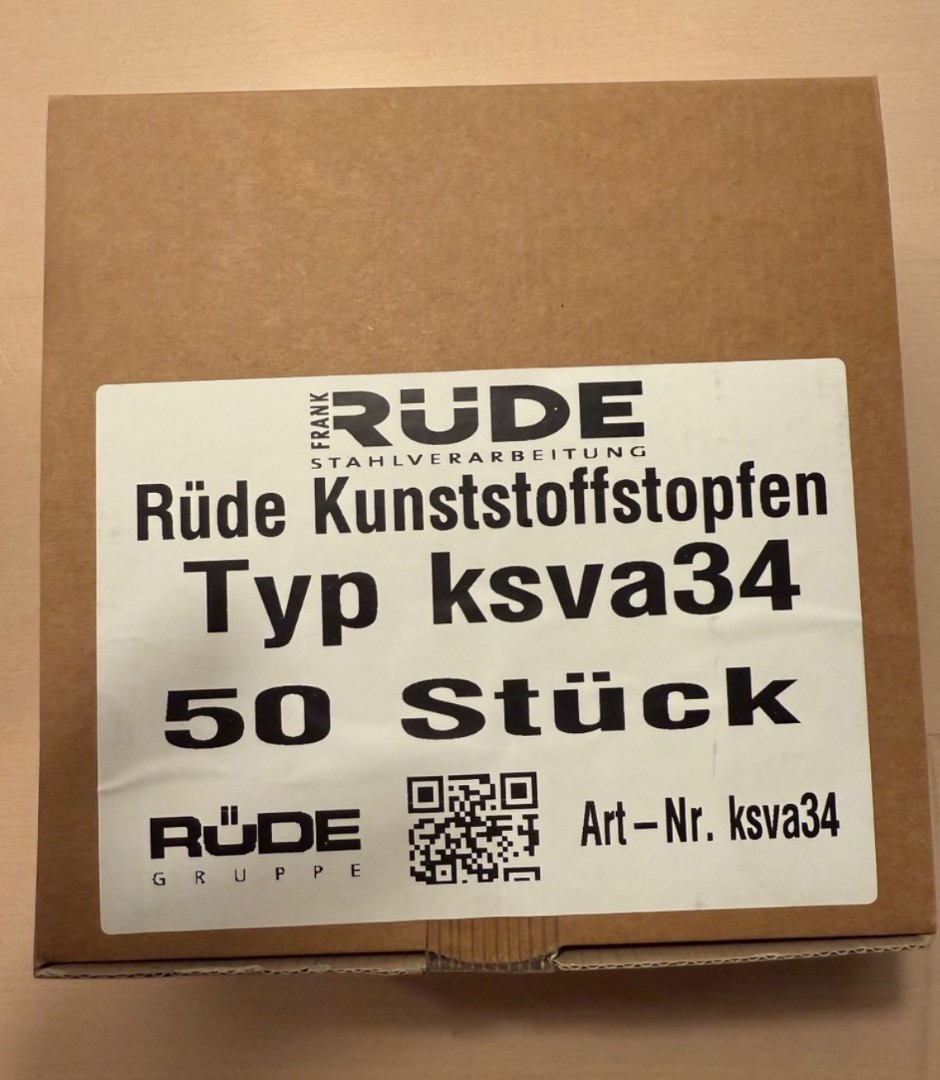 FRANK RÜDE
STAHLVERARBEITUNG
Rüde Kunststoffstopfen
Typ ksva34
50 Stück
RÜDE
GRUPPE
Art-Nr. ksva34